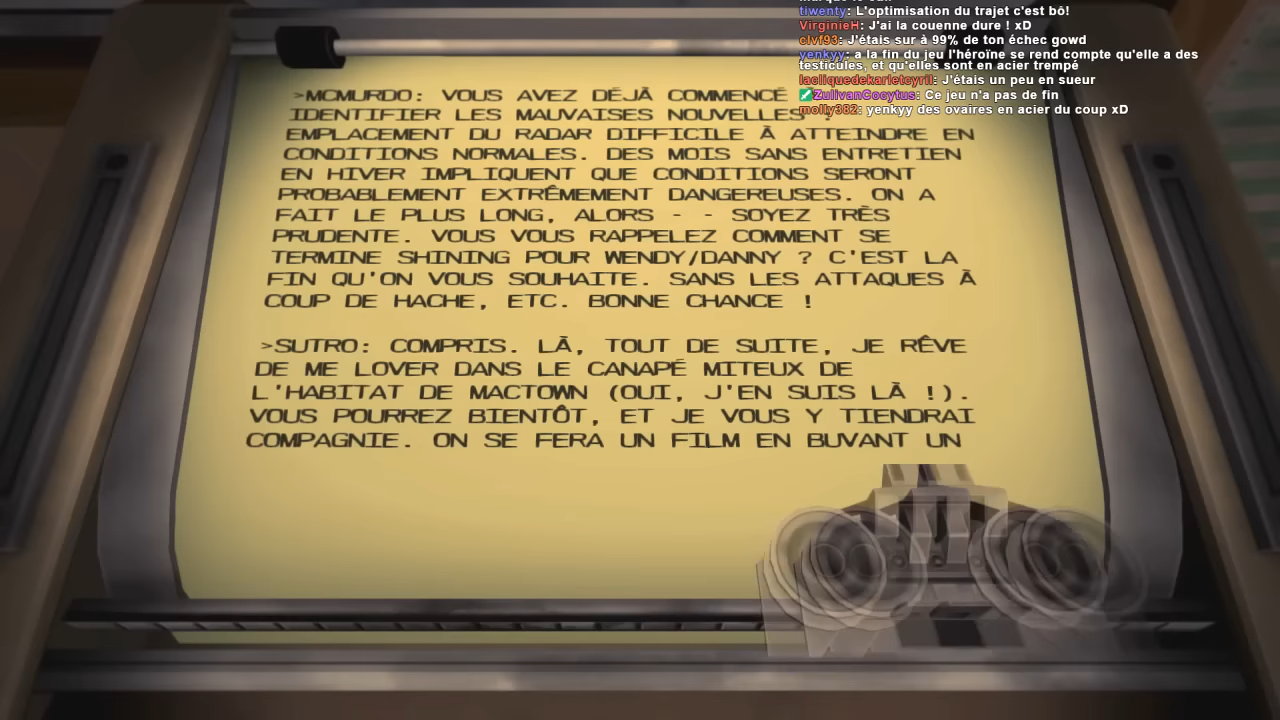 tiwenty: L'optimisation du trajet c'est bô!
VirginieH: J'ai la couenne dure ! xD
clvf93: J'étais sur à 99% de ton échec gowd
yenkyy: a la fin du jeu l'héroïne se rend compte qu'elle a des
testicules, et qu'elles sont en acier trempé
lacliquedekarletcyril: J'étais un peu en sueur
ZullvanCocytus: Ce jeu n'a pas de fin
molly382: yenkyy des ovaires en acier du coup xD
>MCMURDO: VOUS AVEZ DÉJÀ COMMENCÉ
IDENTIFIER LES MAUVAISES NOUVELLES
EMPLACEMENT DU RADAR DIFFICILE À ATTEINDRE EN
CONDITIONS NORMALES. DES MOIS SANS ENTRETIEN
EN HIVER IMPLIQUENT QUE CONDITIONS SERONT
PROBABLEMENT EXTRÊMEMENT DANGEREUSES. ON A
FAIT LE PLUS LONG, ALORS - - SOYEZ TRÈS
PRUDENTE. VOUS VOUS RAPPELEZ COMMENT SE
TERMINE SHINING POUR WENDY/DANNY ? C'EST LA
FIN QU'ON VOUS SOUHAITE. SANS LES ATTAQUES À
COUP DE HACHE, ETC. BONNE CHANCE !
>SUTRO: COMPRIS. LÀ, TOUT DE SUITE, JE RÊVE
DE ME LOVER DANS LE CANAPÉ MITEUX DE
L'HABITAT DE MACTOWN (OUI, J'EN SUIS LÀ !).
VOUS POURREZ BIENTÔT, ET JE VOUS Y TIENDRAI
COMPAGNIE. ON SE FERA UN FILM EN BUVANT UN